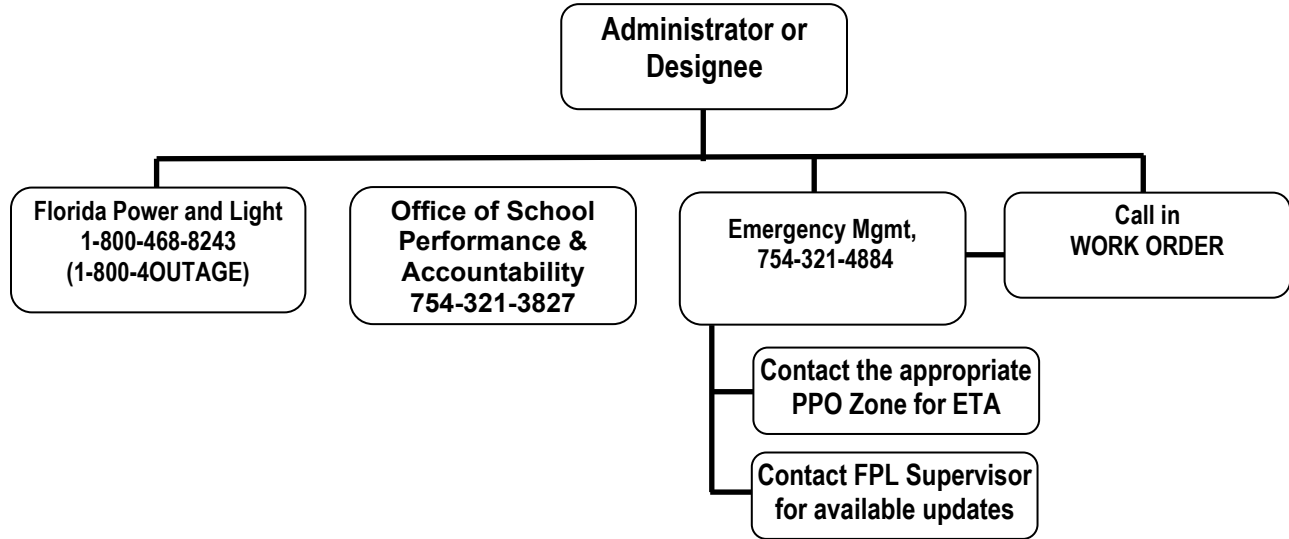 Administrator or
Designee
Florida Power and Light
1-800-468-8243
(1-800-4OUTAGE)
Office of School
Performance &
Accountability
754-321-3827
Emergency Mgmt,
754-321-4884
Call in
WORK ORDER
Contact the appropriate
PPO Zone for ETA
Contact FPL Supervisor
for available updates